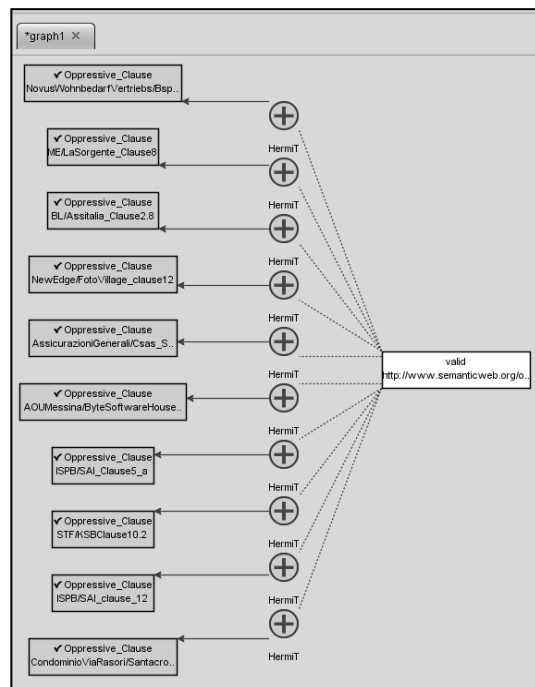 *graph1 ×
✓ Oppressive_Clause
NovusWohnbedarfVertriebs/Bsp..
HermiT
✓ Oppressive_Clause
ME/LaSorgente_Clause8
HermiT
✓ Oppressive_Clause
BL/Assitalia_Clause2.8
HermiT
✓ Oppressive_Clause
NewEdge/FotoVillage_clause12
HermiT
✓ Oppressive_Clause
AssicurazioniGenerali/Csas_S..
HermiT
valid
http://www.semanticweb.org/o..
✓ Oppressive_Clause
AOUMessina/ByteSoftwareHouse..
HermiT
✓ Oppressive_Clause
ISPB/SAI_Clause5_a
HermiT
✓ Oppressive_Clause
STF/KSBClause10.2
HermiT
✓ Oppressive_Clause
ISPB/SAI_clause_12
HermiT
✓ Oppressive_Clause
CondominioViaRasori/Santacro..
HermiT